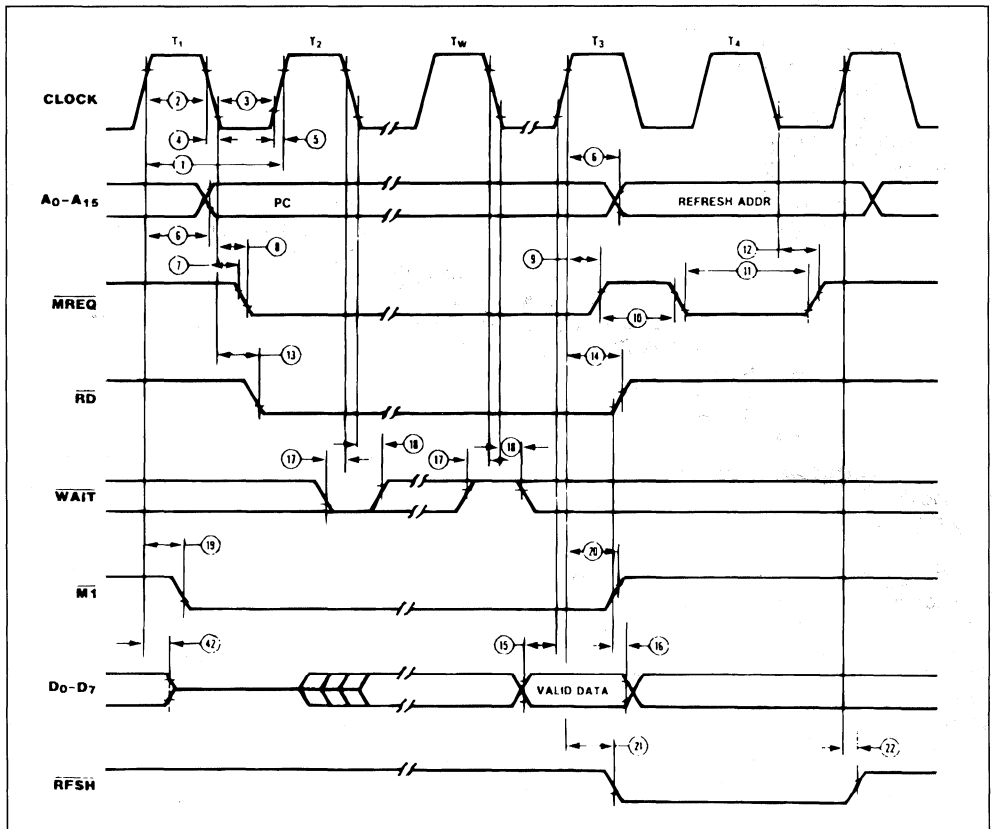 T1 T2 TW T3 T4
CLOCK
2 3
4 5
1 6
A0-A15 PC REFRESH ADDR
6 8 12
7 9 11
MREQ
10
13 14
RD
17 18 17 18
WAIT
19 20
M1
42 15 16
D0-D7 VALID DATA
21 22
RFSH